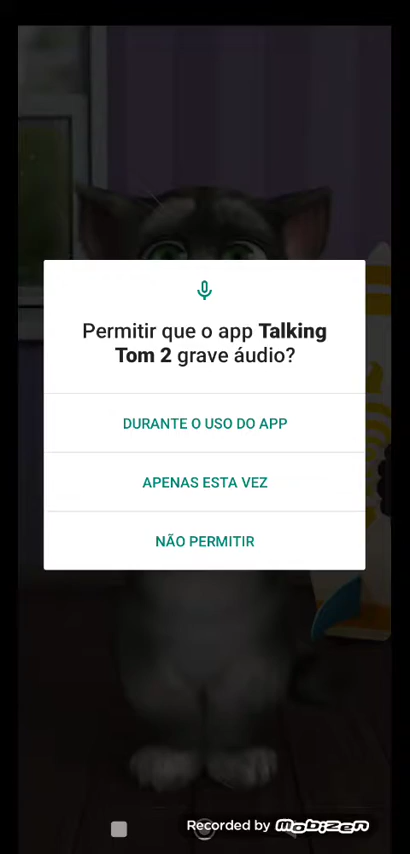 Permitir que o app Talking
Tom 2 grave áudio?
DURANTE O USO DO APP
APENAS ESTA VEZ
NÃO PERMITIR
Recorded by mobizen